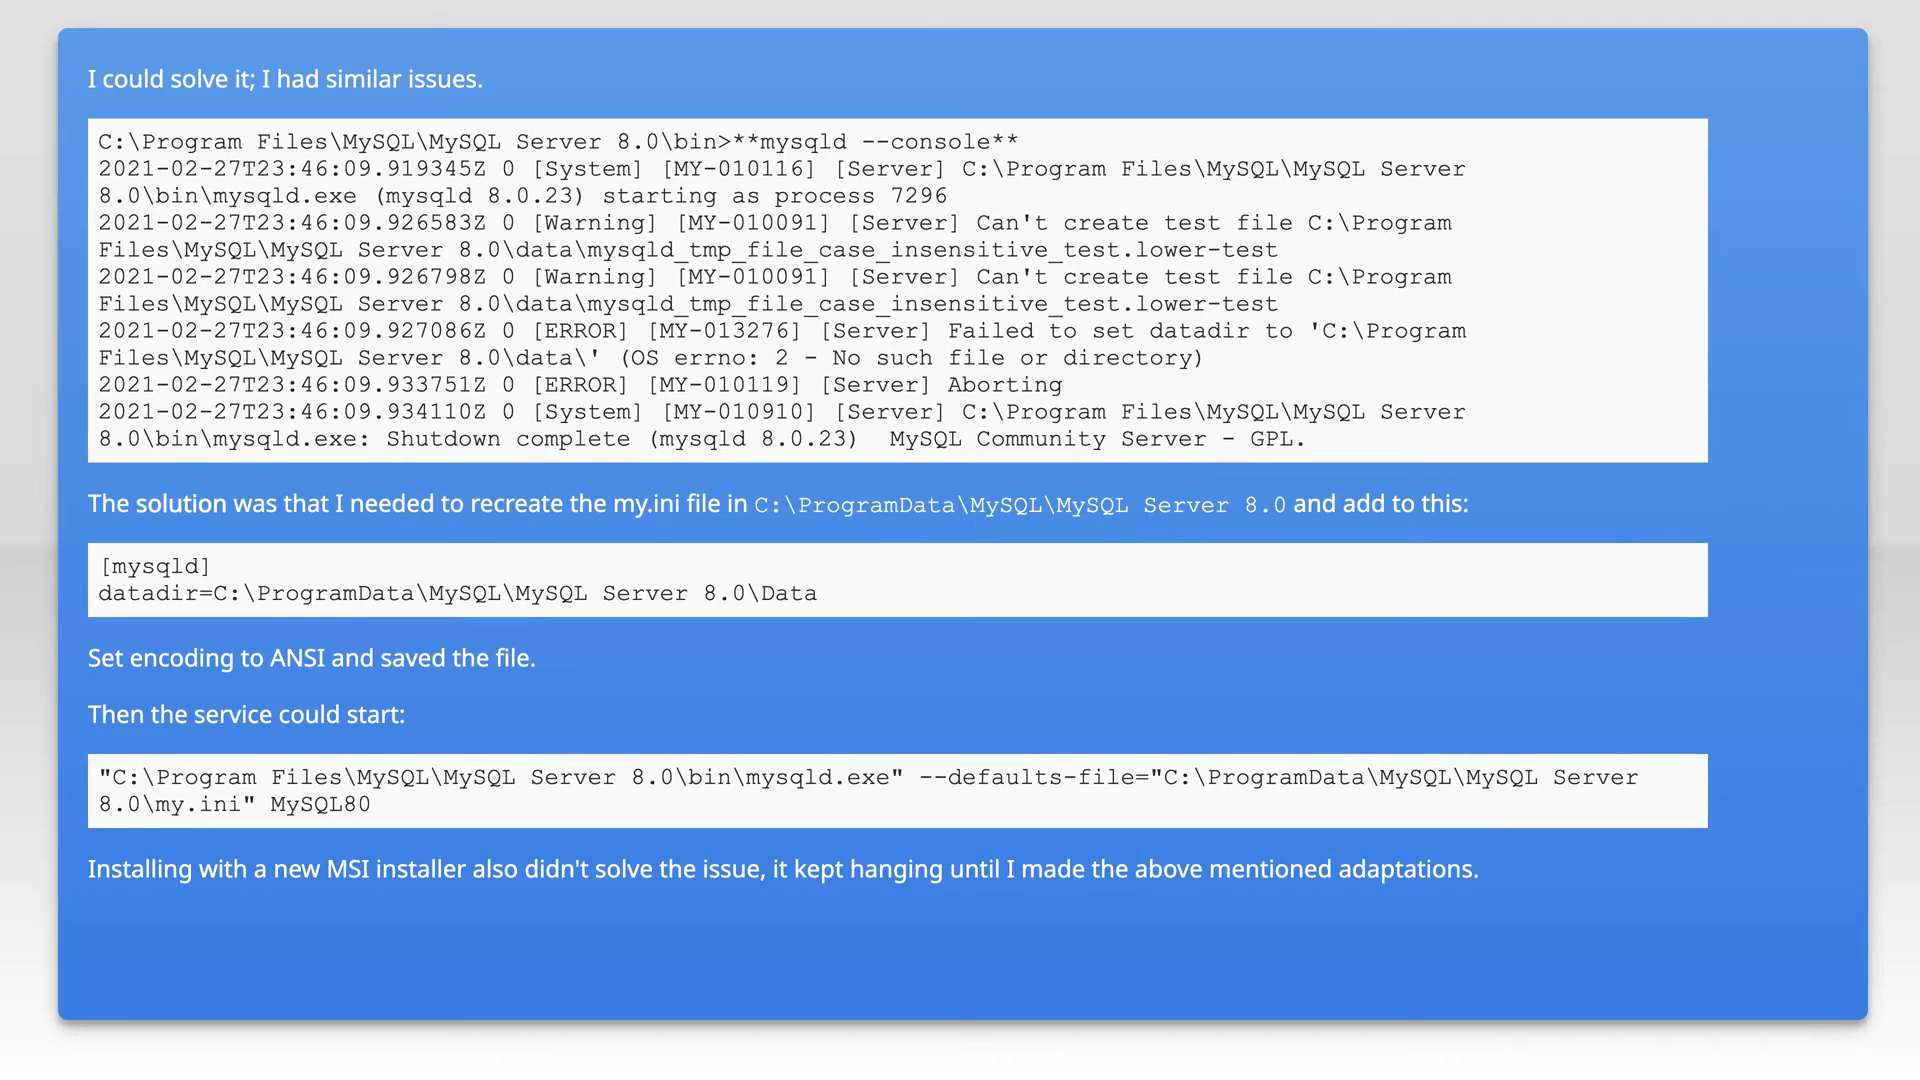 I could solve it; I had similar issues.
C:\Program Files\MySQL\MySQL Server 8.0\bin>**mysqld --console**
2021-02-27T23:46:09.919345Z 0 [System] [MY-010116] [Server] C:\Program Files\MySQL\MySQL Server
8.0\bin\mysqld.exe (mysqld 8.0.23) starting as process 7296
2021-02-27T23:46:09.926583Z 0 [Warning] [MY-010091] [Server] Can't create test file C:\Program
Files\MySQL\MySQL Server 8.0\data\mysqld_tmp_file_case_insensitive_test.lower-test
2021-02-27T23:46:09.926798Z 0 [Warning] [MY-010091] [Server] Can't create test file C:\Program
Files\MySQL\MySQL Server 8.0\data\mysqld_tmp_file_case_insensitive_test.lower-test
2021-02-27T23:46:09.927086Z 0 [ERROR] [MY-013276] [Server] Failed to set datadir to 'C:\Program
Files\MySQL\MySQL Server 8.0\data\' (OS errno: 2 - No such file or directory)
2021-02-27T23:46:09.933751Z 0 [ERROR] [MY-010119] [Server] Aborting
2021-02-27T23:46:09.934110Z 0 [System] [MY-010910] [Server] C:\Program Files\MySQL\MySQL Server
8.0\bin\mysqld.exe: Shutdown complete (mysqld 8.0.23)  MySQL Community Server - GPL.
The solution was that I needed to recreate the my.ini file in C:\ProgramData\MySQL\MySQL Server 8.0 and add to this:
[mysqld]
datadir=C:\ProgramData\MySQL\MySQL Server 8.0\Data
Set encoding to ANSI and saved the file.
Then the service could start:
"C:\Program Files\MySQL\MySQL Server 8.0\bin\mysqld.exe" --defaults-file="C:\ProgramData\MySQL\MySQL Server
8.0\my.ini" MySQL80
Installing with a new MSI installer also didn't solve the issue, it kept hanging until I made the above mentioned adaptations.